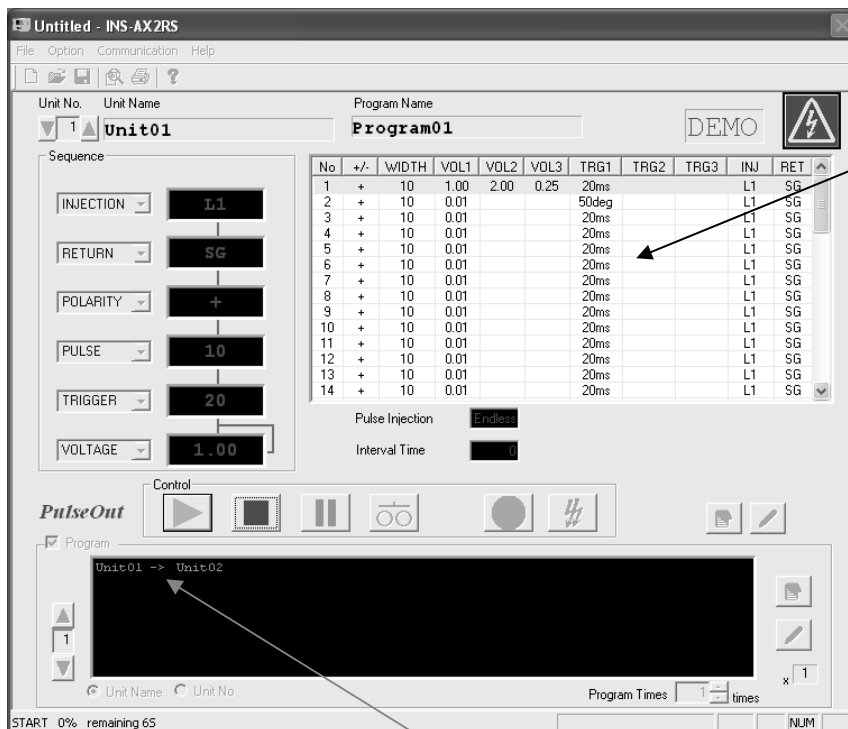 Untitled - INS-AX2RS
File Option Communication Help
Unit No. Unit Name Program Name
1 Unit01 Program01 DEMO
Sequence
INJECTION L1
RETURN SG
POLARITY +
PULSE 10
TRIGGER 20
VOLTAGE 1.00
No +/- WIDTH VOL1 VOL2 VOL3 TRG1 TRG2 TRG3 INJ RET
1 + 10 1.00 2.00 0.25 20ms L1 SG
2 + 10 0.01 50deg L1 SG
3 + 10 0.01 20ms L1 SG
4 + 10 0.01 20ms L1 SG
5 + 10 0.01 20ms L1 SG
6 + 10 0.01 20ms L1 SG
7 + 10 0.01 20ms L1 SG
8 + 10 0.01 20ms L1 SG
9 + 10 0.01 20ms L1 SG
10 + 10 0.01 20ms L1 SG
11 + 10 0.01 20ms L1 SG
12 + 10 0.01 20ms L1 SG
13 + 10 0.01 20ms L1 SG
14 + 10 0.01 20ms L1 SG
Pulse Injection Endless
Interval Time 0
Control
PulseOut
Program
Unit01 -> Unit02
1
x 1
Unit Name Unit No
Program Times 1 times
START 0% remaining 6S NUM